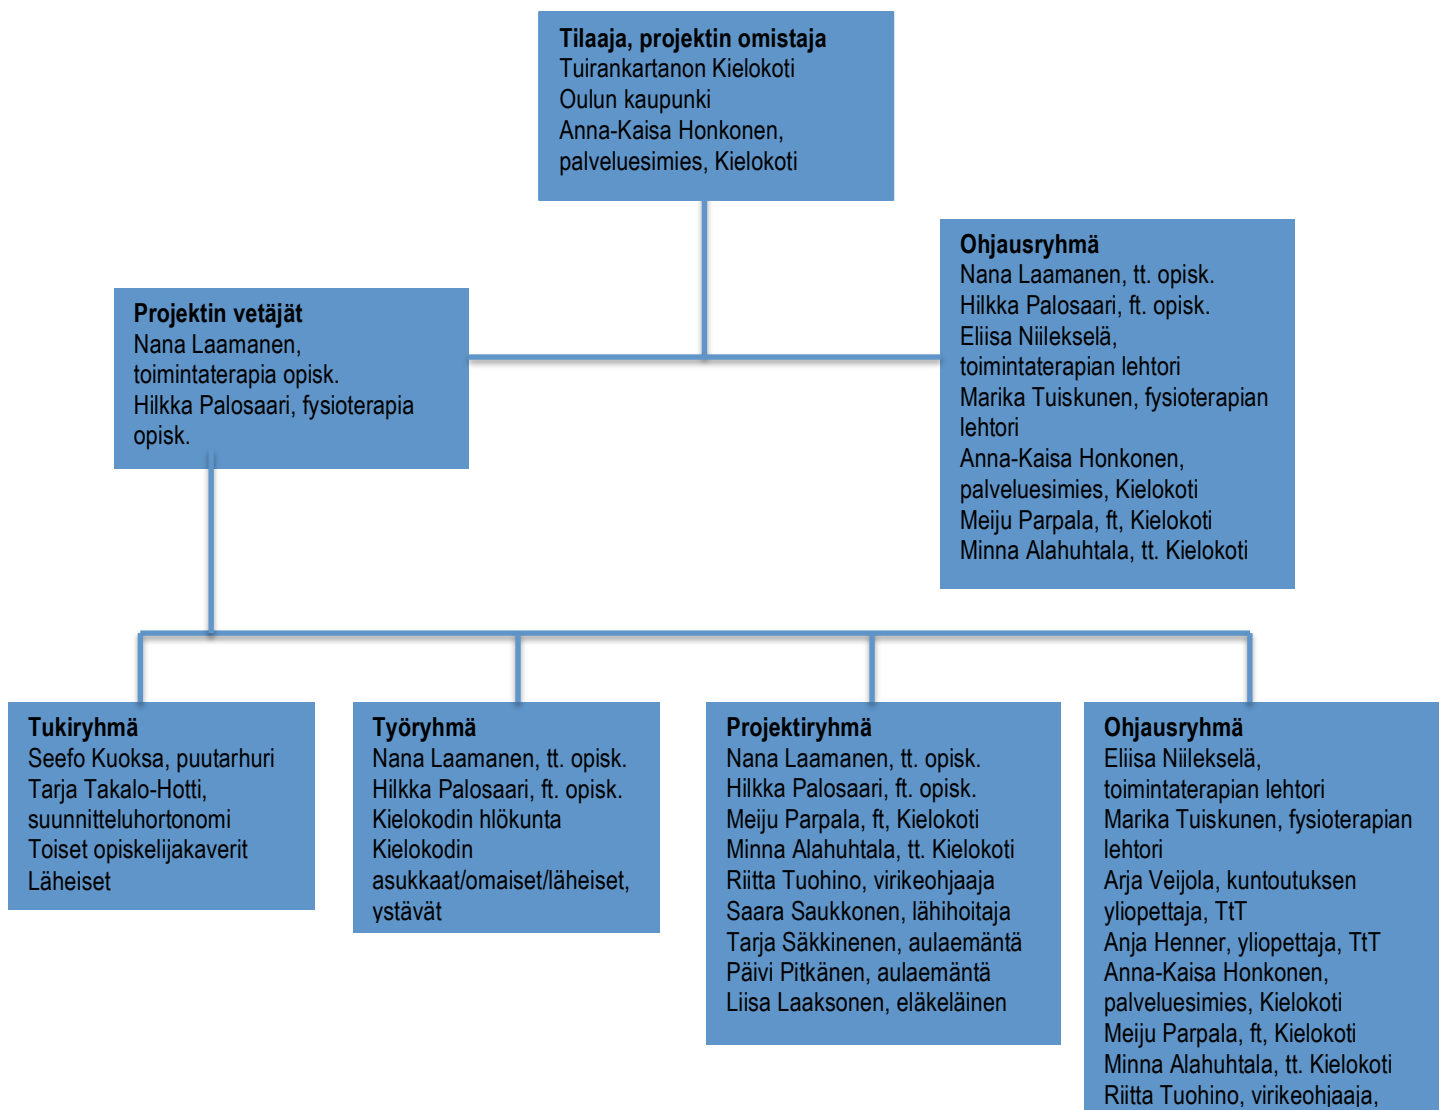 Tilaaja, projektin omistaja
Tuirankartanon Kielokoti
Oulun kaupunki
Anna-Kaisa Honkonen,
palveluesimies, Kielokoti
Ohjausryhmä
Nana Laamanen, tt. opisk.
Hilkka Palosaari, ft. opisk.
Eliisa Niilekselä,
toimintaterapian lehtori
Marika Tuiskunen, fysioterapian
lehtori
Anna-Kaisa Honkonen,
palveluesimies, Kielokoti
Meiju Parpala, ft, Kielokoti
Minna Alahuhtala, tt. Kielokoti
Projektin vetäjät
Nana Laamanen,
toimintaterapia opisk.
Hilkka Palosaari, fysioterapia
opisk.
Tukiryhmä
Seefo Kuoksa, puutarhuri
Tarja Takalo-Hotti,
suunnitteluhortonomi
Toiset opiskelijakaverit
Läheiset
Työryhmä
Nana Laamanen, tt. opisk.
Hilkka Palosaari, ft. opisk.
Kielokodin hlökunta
Kielokodin
asukkaat/omaiset/läheiset,
ystävät
Projektiryhmä
Nana Laamanen, tt. opisk.
Hilkka Palosaari, ft. opisk.
Meiju Parpala, ft, Kielokoti
Minna Alahuhtala, tt. Kielokoti
Riitta Tuohino, virikeohjaaja
Saara Saukkonen, lähihoitaja
Tarja Säkkinenen, aulaemäntä
Päivi Pitkänen, aulaemäntä
Liisa Laaksonen, eläkeläinen
Ohjausryhmä
Eliisa Niilekselä,
toimintaterapian lehtori
Marika Tuiskunen, fysioterapian
lehtori
Arja Veijola, kuntoutuksen
yliopettaja, TtT
Anja Henner, yliopettaja, TtT
Anna-Kaisa Honkonen,
palveluesimies, Kielokoti
Meiju Parpala, ft, Kielokoti
Minna Alahuhtala, tt. Kielokoti
Riitta Tuohino, virikeohjaaja,